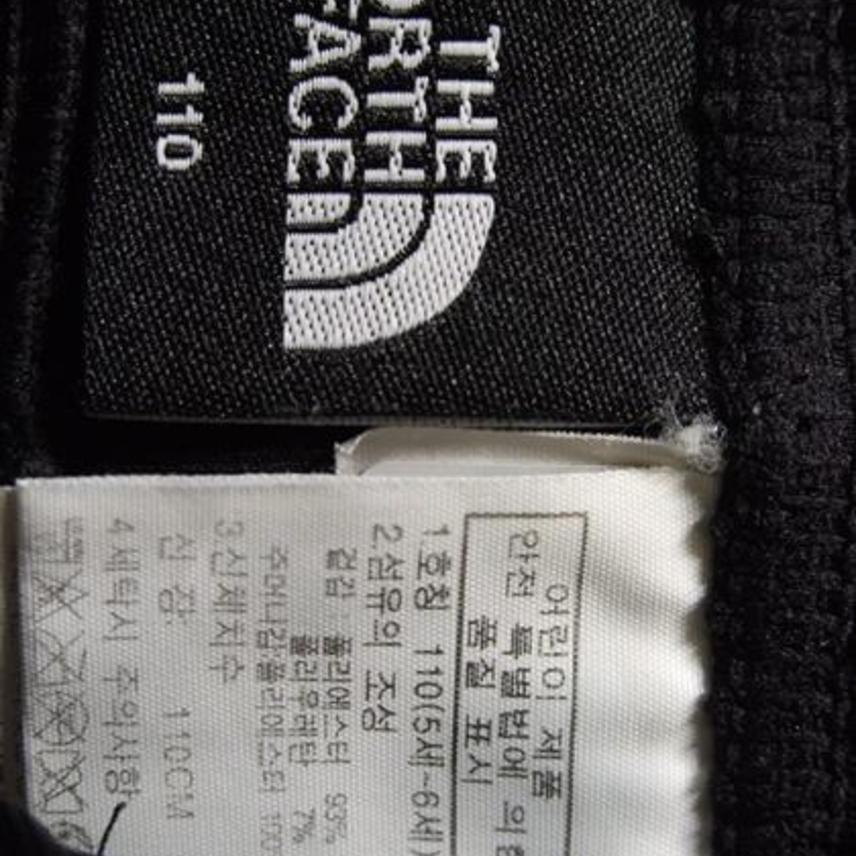 THE
NORTH
FACE
110
어린이 제품
안전 특별법에 의한
품질 표시
1.호칭 110(5세~6세)
2.섬유의 조성
겉감 폴리에스터 93%
폴리우레탄 7%
주머니감:폴리에스터 100
3.신체치수
신장 110CM
4.세탁시 주의사항